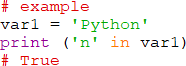 # example
var1 = 'Python'
print ('n' in var1)
# True